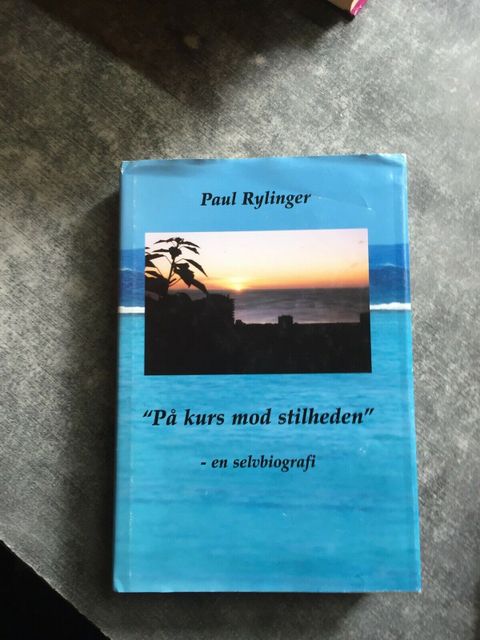 Paul Rylinger
“På kurs mod stilheden”
- en selvbiografi